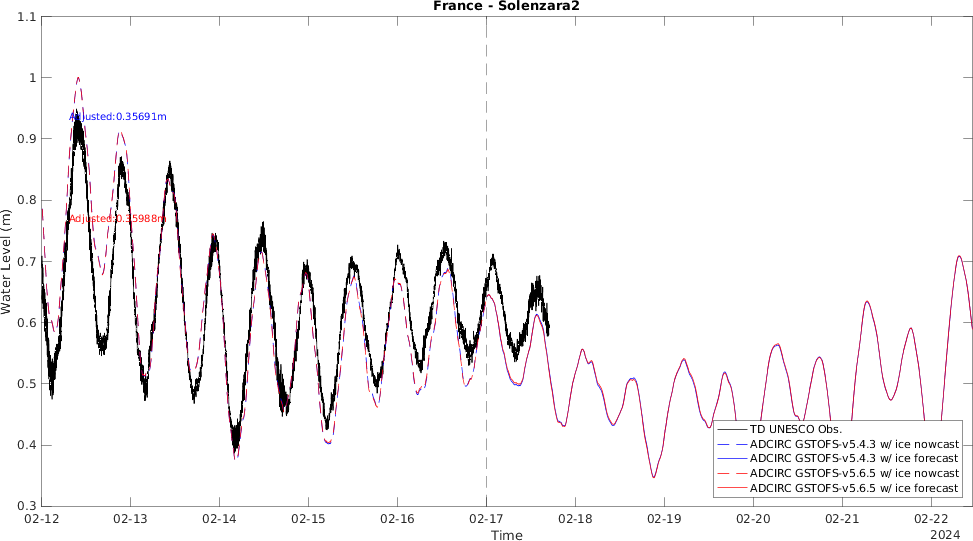 France - Solenzara2
1.1
1
0.9
0.8
0.7
0.6
0.5
0.4
0.3
Water Level (m)
Adjusted:0.35691m
Adjusted:0.35988m
TD UNESCO Obs.
ADCIRC GSTOFS-v5.4.3 w/ ice nowcast
ADCIRC GSTOFS-v5.4.3 w/ ice forecast
ADCIRC GSTOFS-v5.6.5 w/ ice nowcast
ADCIRC GSTOFS-v5.6.5 w/ ice forecast
02-12 02-13 02-14 02-15 02-16 02-17 02-18 02-19 02-20 02-21 02-22
Time
2024